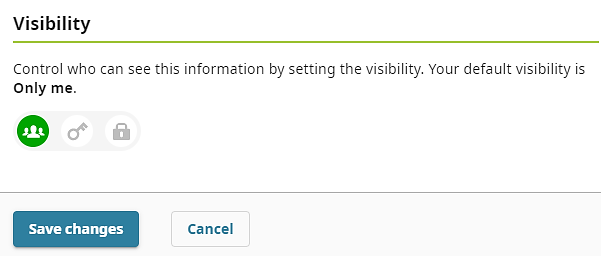 Visibility
Control who can see this information by setting the visibility. Your default visibility is
Only me.
Save changes
Cancel